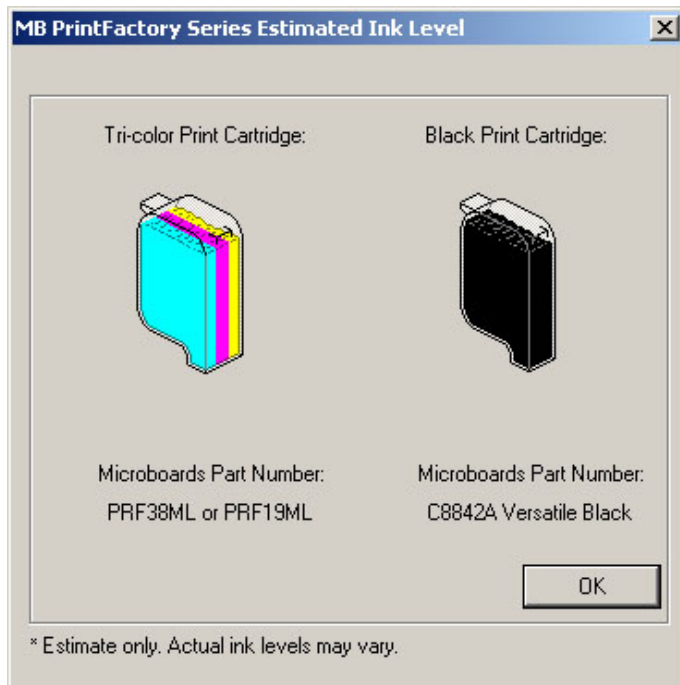 MB PrintFactory Series Estimated Ink Level
Tri-color Print Cartridge:
Black Print Cartridge:
Microboards Part Number:
PRF38ML or PRF19ML
Microboards Part Number:
C8842A Versatile Black
OK
* Estimate only. Actual ink levels may vary.